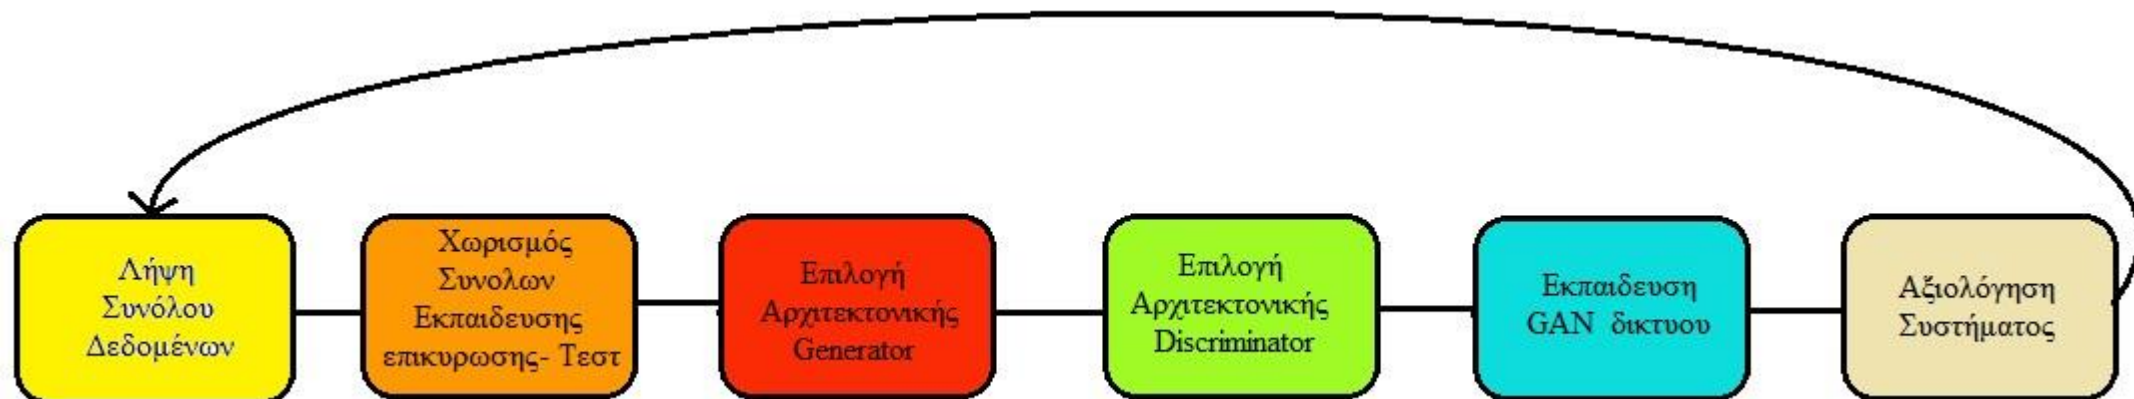 Λήψη
Συνόλου
Δεδομένων
Χωρισμός
Συνολων
Εκπαιδευσης
επικυρωσης- Τεστ
Επιλογή
Αρχιτεκτονικής
Generator
Επιλογή
Αρχιτεκτονικής
Discriminator
Εκπαιδευση
GAN δικτυου
Αξιολόγηση
Συστήματος